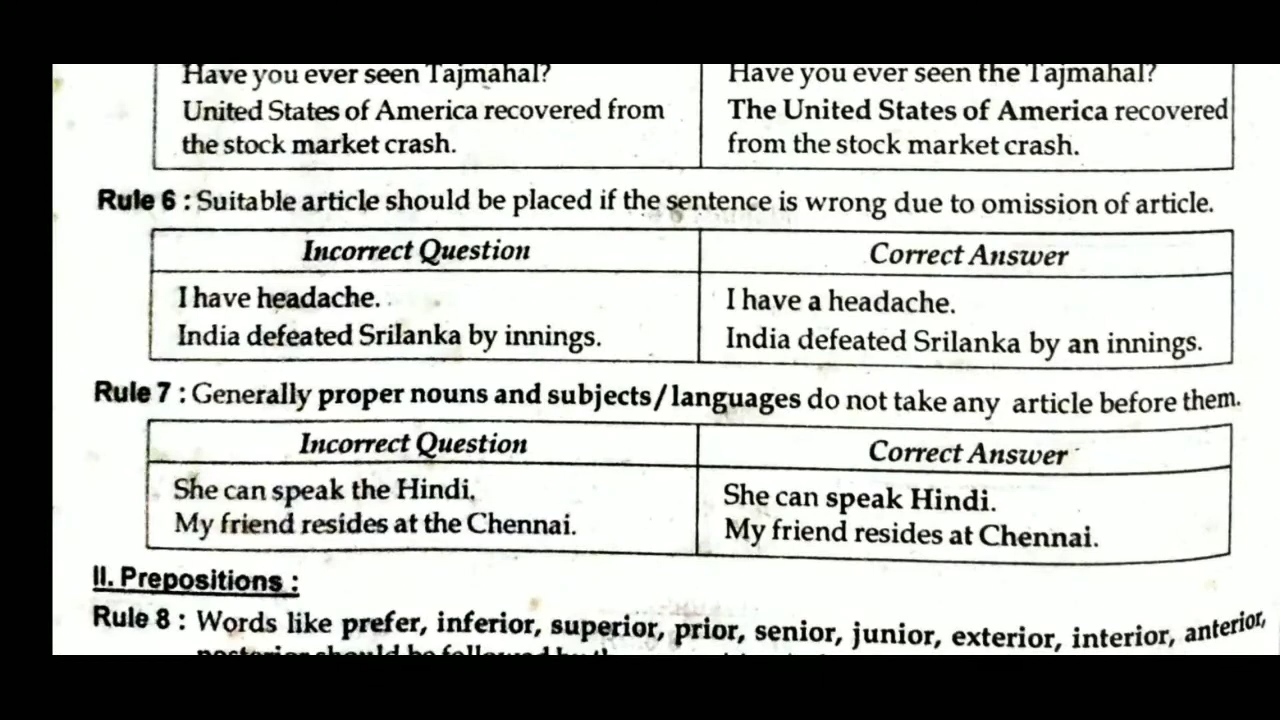 Have you ever seen Tajmahal?
United States of America recovered from
the stock market crash.
Have you ever seen the Tajmahal?
The United States of America recovered
from the stock market crash.
Rule 6 : Suitable article should be placed if the sentence is wrong due to omission of article.
Incorrect Question
Correct Answer
I have headache.
India defeated Srilanka by innings.
I have a headache.
India defeated Srilanka by an innings.
Rule 7 : Generally proper nouns and subjects/languages do not take any article before them.
Incorrect Question
Correct Answer
She can speak the Hindi.
My friend resides at the Chennai.
She can speak Hindi.
My friend resides at Chennai.
II. Prepositions :
Rule 8 : Words like prefer, inferior, superior, prior, senior, junior, exterior, interior, anterior,
posterior should be followed by